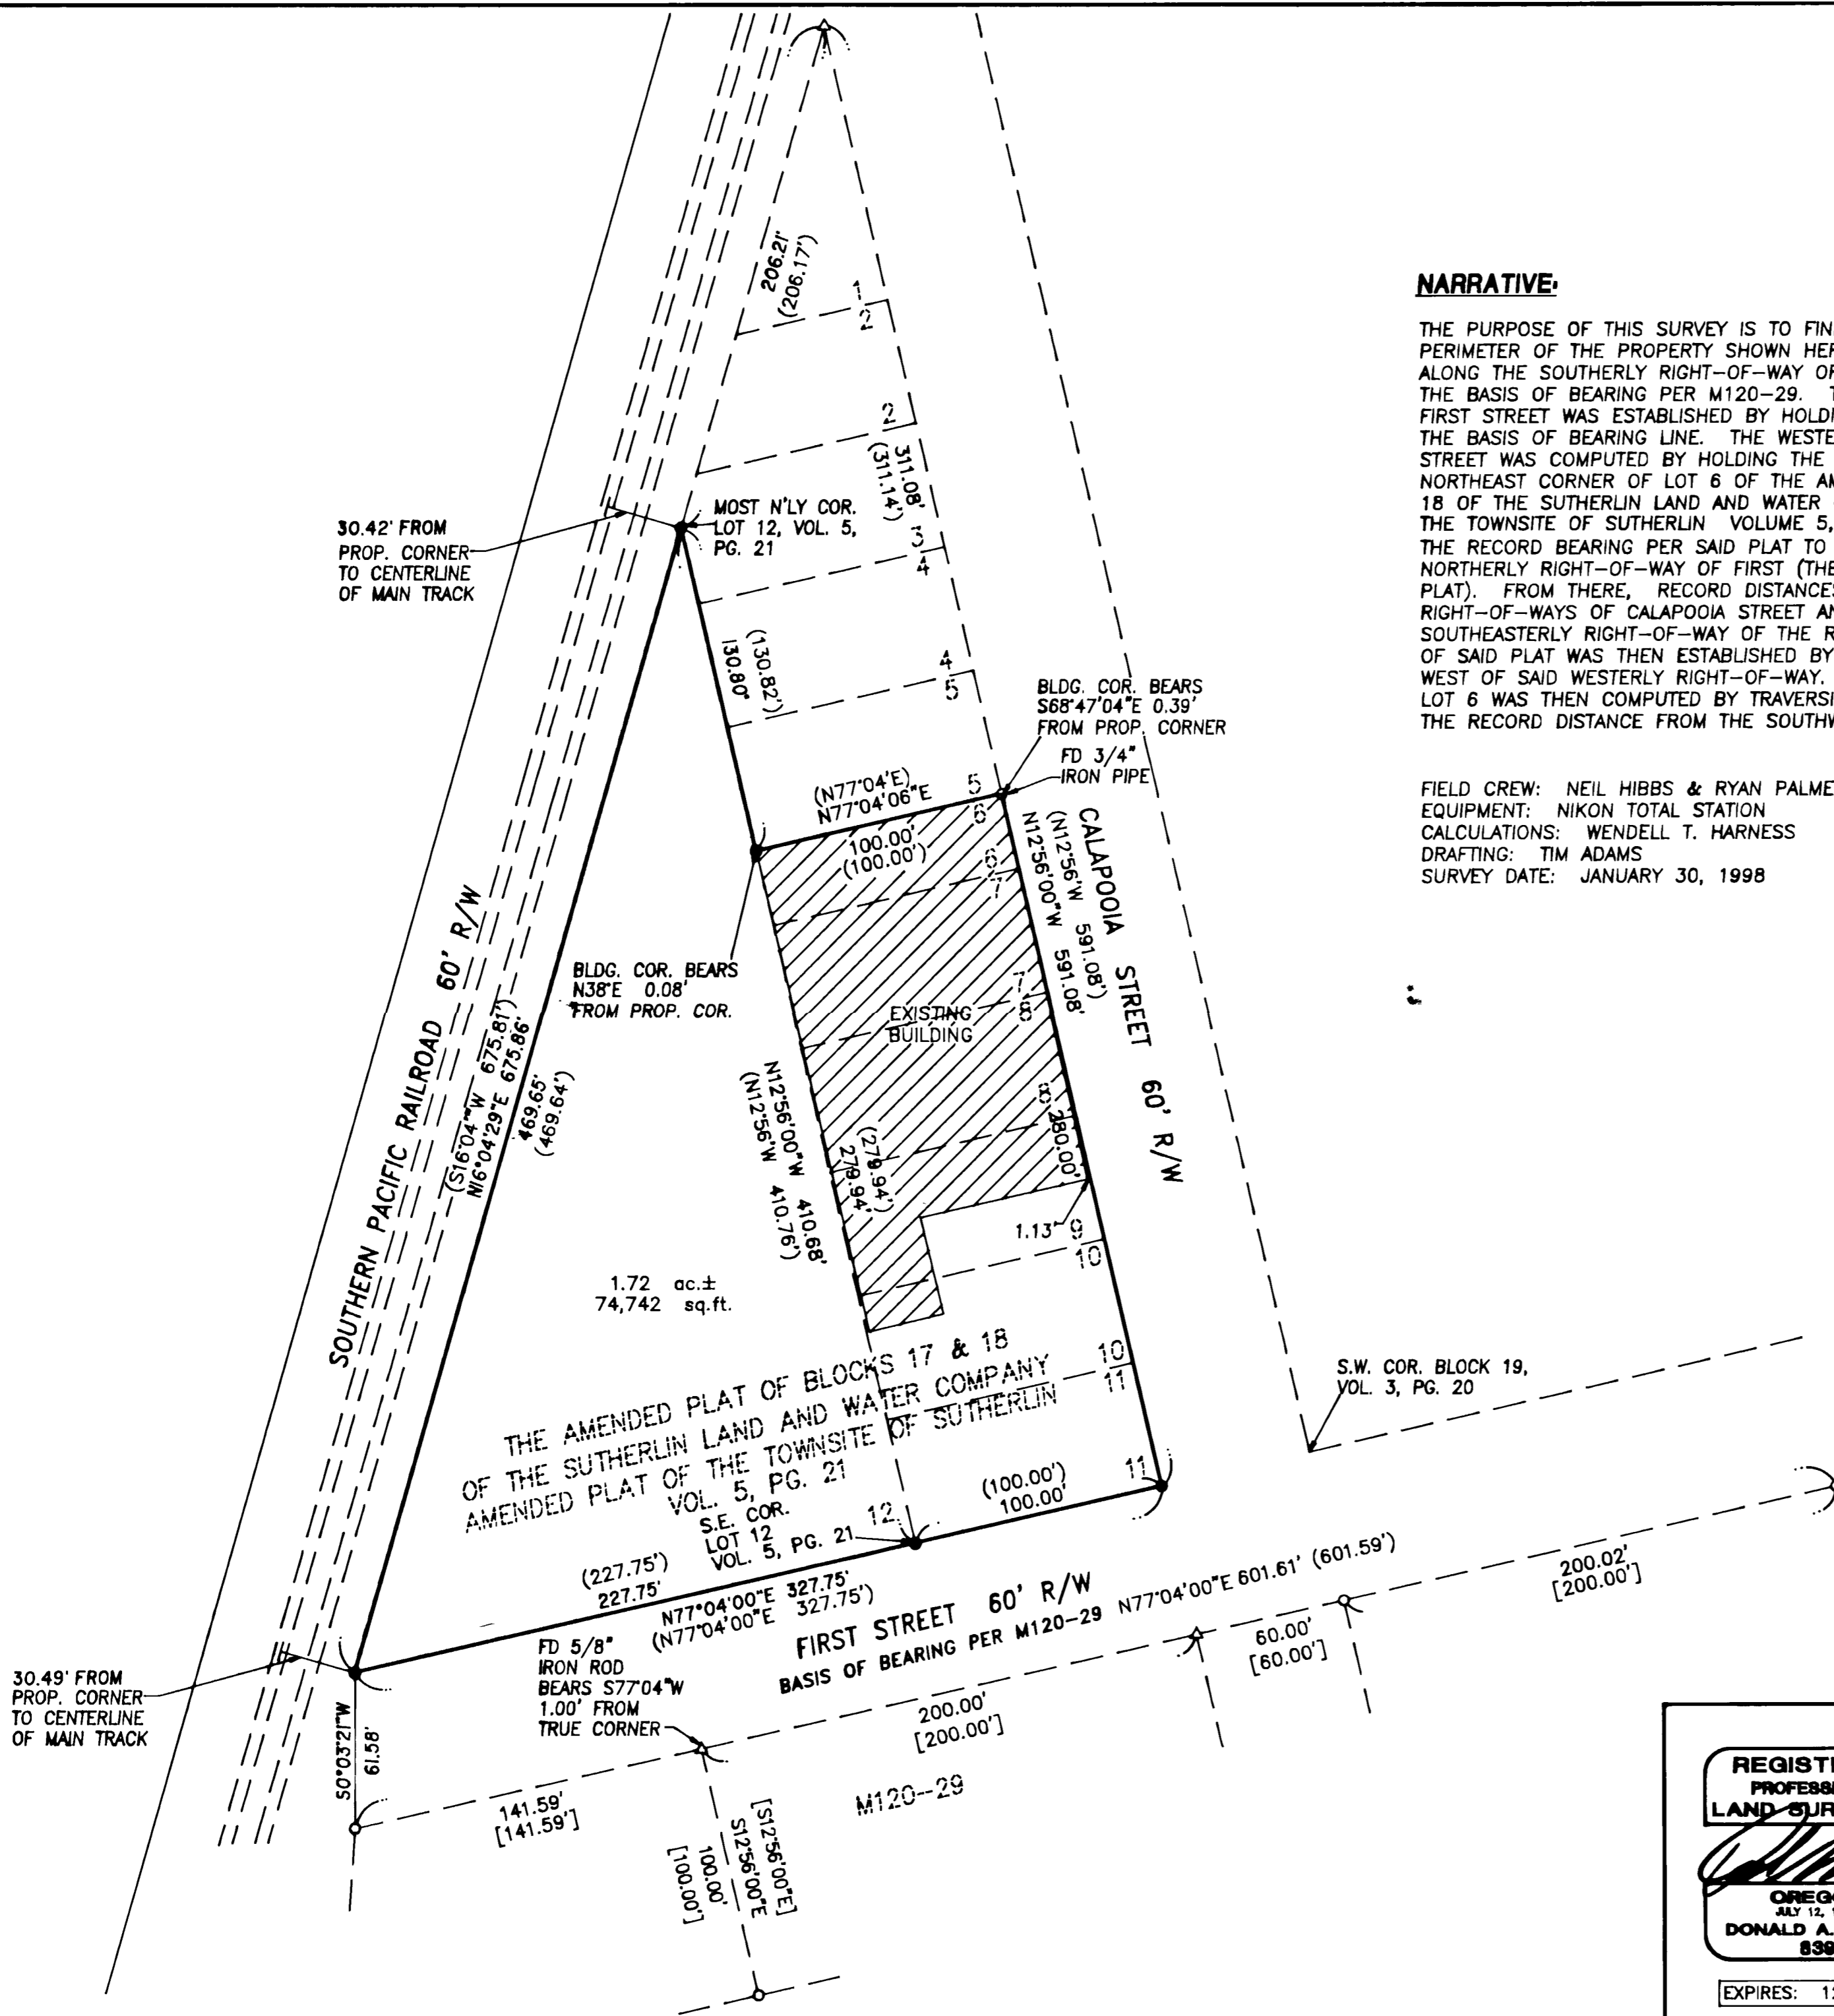 206.21'
(206.17')
1
2
2
311.08'
(311.14')
3
4
MOST N'LY COR.
LOT 12, VOL. 5,
PG. 21
30.42' FROM
PROP. CORNER
TO CENTERLINE
OF MAIN TRACK
(130.82')
130.80'
4
5
BLDG. COR. BEARS
S68°47'04"E 0.39'
FROM PROP. CORNER
FD 3/4"
IRON PIPE
(N77°04'E)
N77°04'06"E
5
6
100.00'
(100.00')
6
7
CALAPOOIA STREET 60' R/W
(N12°56'W 591.08')
N12°56'00"W 591.08'
BLDG. COR. BEARS
N38°E 0.08'
FROM PROP. COR.
7
8
EXISTING
BUILDING
SOUTHERN PACIFIC RAILROAD 60' R/W
(S16°04'"W 675.81')
N16°04'29"E 675.86'
469.65'
(469.64')
N12°56'00"W 410.68'
(N12°56'W 410.76')
(279.94')
279.94'
8
280.00'
1.13'
9
10
1.72 ac.±
74,742 sq.ft.
10
11
THE AMENDED PLAT OF BLOCKS 17 & 18
OF THE SUTHERLIN LAND AND WATER COMPANY
AMENDED PLAT OF THE TOWNSITE OF SUTHERLIN
VOL. 5, PG. 21
S.E. COR.
LOT 12
VOL. 5, PG. 21
12
11
(100.00')
100.00'
S.W. COR. BLOCK 19,
VOL. 3, PG. 20
(227.75')
227.75'
N77°04'00"E 327.75'
(N77°04'00"E 327.75')
FIRST STREET 60' R/W
BASIS OF BEARING PER M120-29 N77°04'00"E 601.61' (601.59')
200.02'
[200.00']
60.00'
[60.00']
200.00'
[200.00']
FD 5/8"
IRON ROD
BEARS S77°04"W
1.00' FROM
TRUE CORNER
30.49' FROM
PROP. CORNER
TO CENTERLINE
OF MAIN TRACK
S0°03'21"W
61.58'
141.59'
[141.59']
M120-29
[S12°56'00"E]
S12°56'00"E
100.00'
[100.00']
NARRATIVE:
THE PURPOSE OF THIS SURVEY IS TO FIN
PERIMETER OF THE PROPERTY SHOWN HER
ALONG THE SOUTHERLY RIGHT-OF-WAY OF
THE BASIS OF BEARING PER M120-29. T
FIRST STREET WAS ESTABLISHED BY HOLDI
THE BASIS OF BEARING LINE. THE WESTE
STREET WAS COMPUTED BY HOLDING THE
NORTHEAST CORNER OF LOT 6 OF THE AM
18 OF THE SUTHERLIN LAND AND WATER
THE TOWNSITE OF SUTHERLIN VOLUME 5,
THE RECORD BEARING PER SAID PLAT TO
NORTHERLY RIGHT-OF-WAY OF FIRST (THE
PLAT). FROM THERE, RECORD DISTANCES
RIGHT-OF-WAYS OF CALAPOOIA STREET AN
SOUTHEASTERLY RIGHT-OF-WAY OF THE R
OF SAID PLAT WAS THEN ESTABLISHED BY
WEST OF SAID WESTERLY RIGHT-OF-WAY.
LOT 6 WAS THEN COMPUTED BY TRAVERSI
THE RECORD DISTANCE FROM THE SOUTHW
FIELD CREW: NEIL HIBBS & RYAN PALME
EQUIPMENT: NIKON TOTAL STATION
CALCULATIONS: WENDELL T. HARNESS
DRAFTING: TIM ADAMS
SURVEY DATE: JANUARY 30, 1998
REGISTE
PROFESS
LAND SUR
OREGO
JULY 12,
DONALD A.
839
EXPIRES: 1